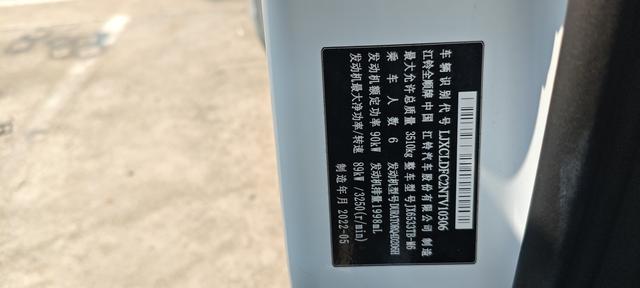 车辆识别代号 LJXCLDFC2NTV10306
江铃全顺牌 中国 江铃汽车股份有限公司 制造
最大允许总质量 3510kg 整车型号 JX6533TB-M6
乘车人数 6 发动机型号 DURATORQ4D206H
发动机额定功率 90kW 发动机排量 1998mL
发动机最大净功率/转速 89kW /3250(r/min)
制造年月 2022-05